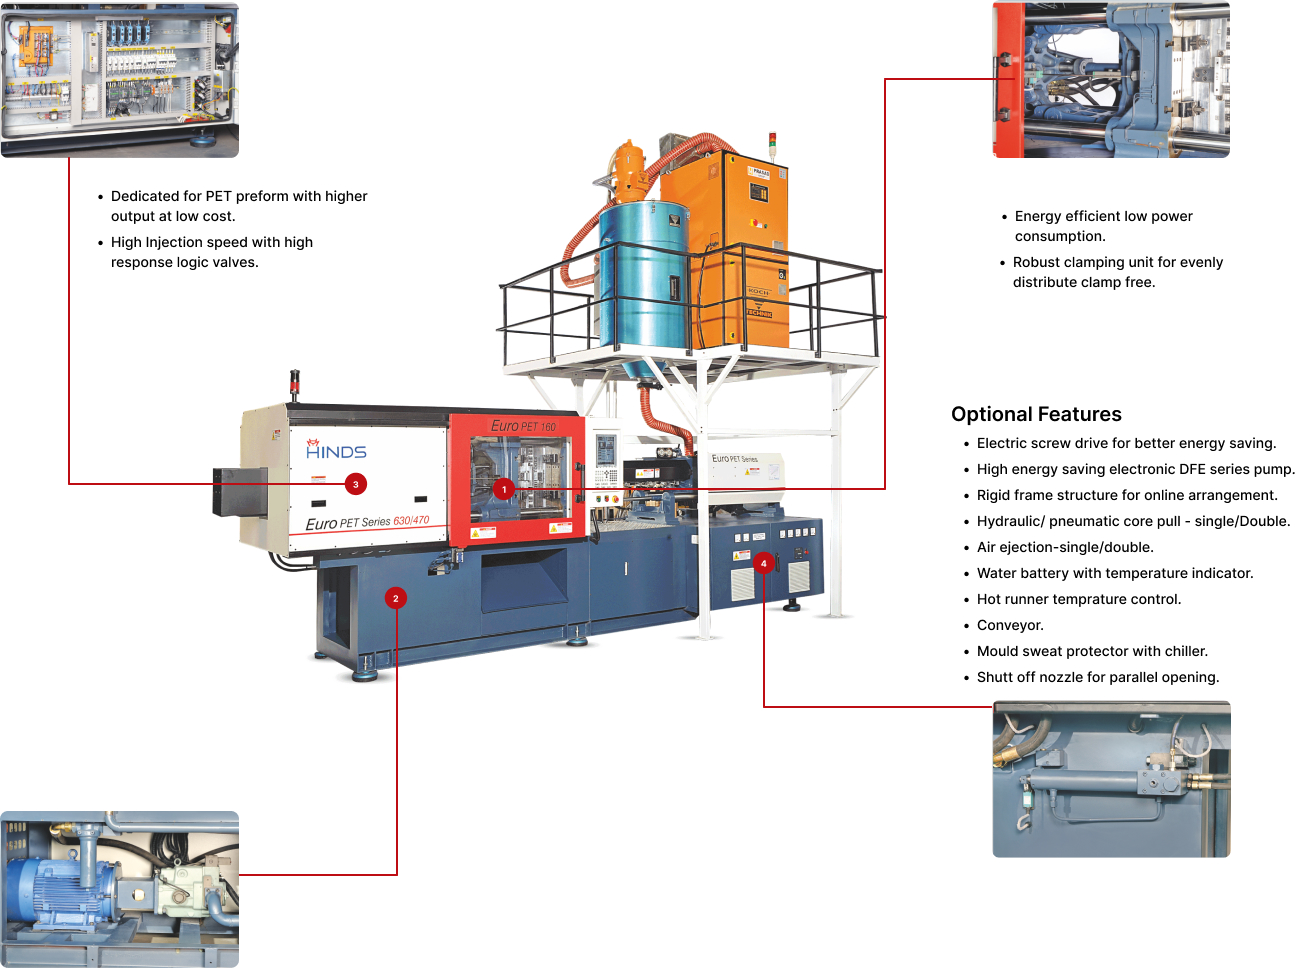 • Dedicated for PET preform with higher
output at low cost.
• High Injection speed with high
response logic valves.
• Energy efficient low power
consumption.
• Robust clamping unit for evenly
distribute clamp free.
PRASAD
KOCH
TECHNIK
Optional Features
• Electric screw drive for better energy saving.
• High energy saving electronic DFE series pump.
• Rigid frame structure for online arrangement.
• Hydraulic/ pneumatic core pull - single/Double.
• Air ejection-single/double.
• Water battery with temperature indicator.
• Hot runner temprature control.
• Conveyor.
• Mould sweat protector with chiller.
• Shutt off nozzle for parallel opening.
Euro PET 160
HINDS
Euro PET Series
3
1
Euro PET Series 630/470
4
2